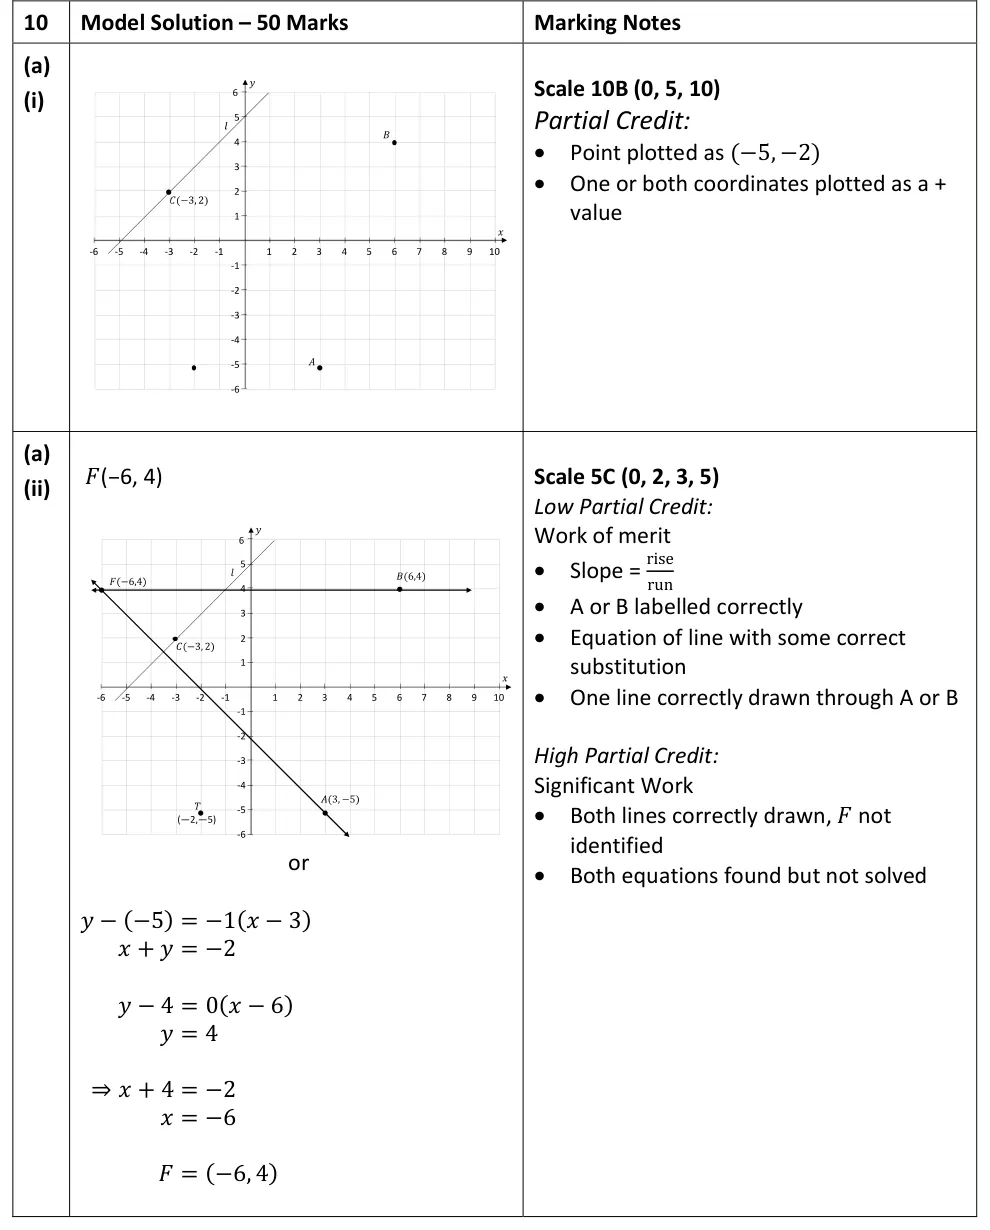 10 Model Solution – 50 Marks Marking Notes
(a)
(i)
y
6
5
l
4
B
3
2
C(−3, 2)
1
x
-6 -5 -4 -3 -2 -1 1 2 3 4 5 6 7 8 9 10
-1
-2
-3
-4
-5
A
-6
Scale 10B (0, 5, 10)
Partial Credit:
• Point plotted as (−5, −2)
• One or both coordinates plotted as a +
value
(a)
(ii)
F(–6, 4)
y
6
5
l
F(−6,4)
B(6,4)
4
3
2
C(−3, 2)
1
x
-6 -5 -4 -3 -2 -1 1 2 3 4 5 6 7 8 9 10
-1
-2
-3
-4
A(3, −5)
T
-5
(−2, −5)
-6
or
y − (−5) = −1(x − 3)
x + y = −2
y − 4 = 0(x − 6)
y = 4
⇒ x + 4 = −2
x = −6
F = (−6, 4)
Scale 5C (0, 2, 3, 5)
Low Partial Credit:
Work of merit
• Slope = rise/run
• A or B labelled correctly
• Equation of line with some correct
substitution
• One line correctly drawn through A or B
High Partial Credit:
Significant Work
• Both lines correctly drawn, F not
identified
• Both equations found but not solved